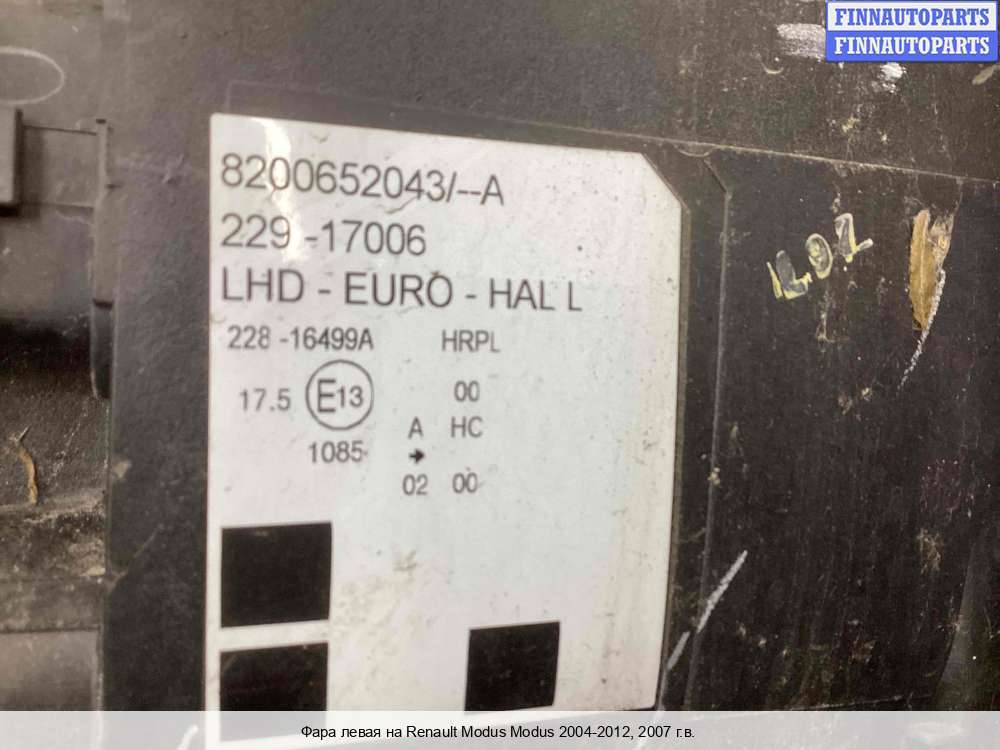 FINNAUTOPARTS
FINNAUTOPARTS
8200652043/--A
229 -17006
LHD - EURO - HAL L
228 -16499A HRPL
17.5 E13 00
A HC
1085
02 00
L02
Фара левая на Renault Modus Modus 2004-2012, 2007 г.в.